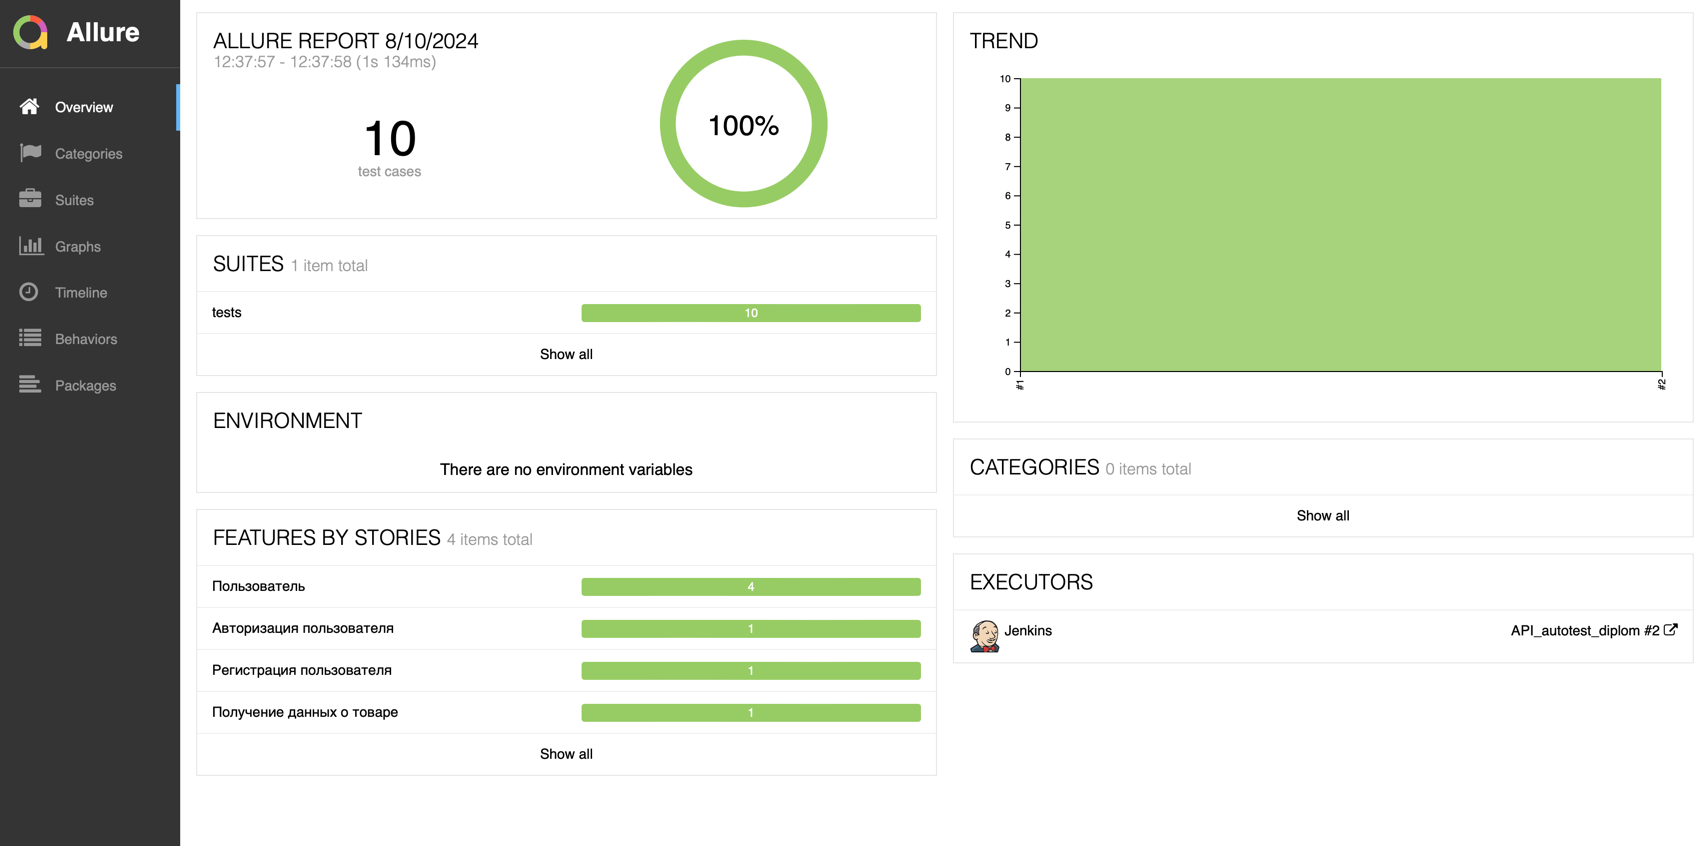 Allure
Overview
Categories
Suites
Graphs
Timeline
Behaviors
Packages
ALLURE REPORT 8/10/2024
12:37:57 - 12:37:58 (1s 134ms)
10
test cases
100%
SUITES 1 item total
tests 10
Show all
ENVIRONMENT
There are no environment variables
FEATURES BY STORIES 4 items total
Пользователь 4
Авторизация пользователя 1
Регистрация пользователя 1
Получение данных о товаре 1
Show all
TREND
10
9
8
7
6
5
4
3
2
1
0
#1
#2
CATEGORIES 0 items total
Show all
EXECUTORS
Jenkins API_autotest_diplom #2